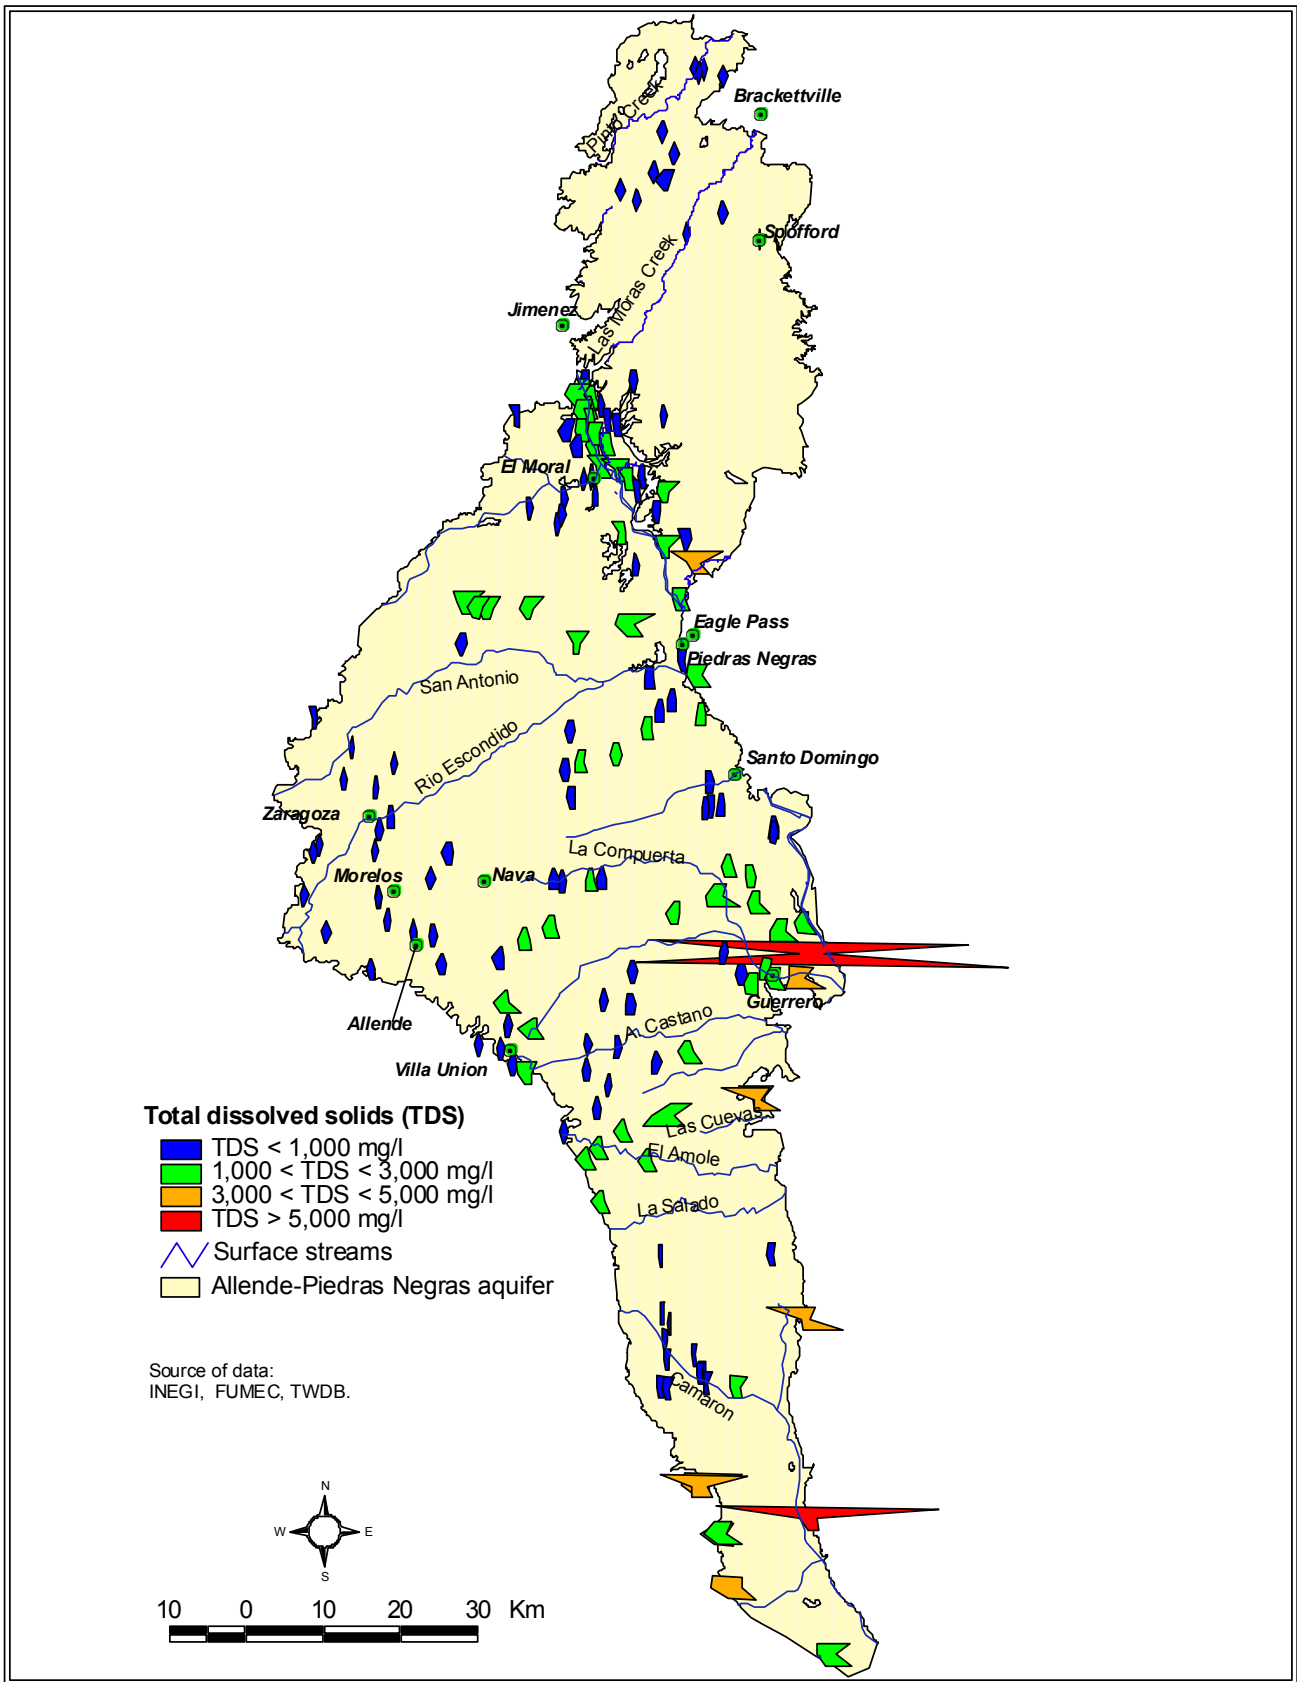 Brackettville
Pinto Creek
Spofford
Las Moras Creek
Jimenez
El Moral
Eagle Pass
Piedras Negras
San Antonio
Rio Escondido
Santo Domingo
Zaragoza
La Compuerta
Morelos
Nava
Guerrero
Allende
A. Castano
Villa Union
Las Cuevas
El Amole
La Salado
Camaron
Total dissolved solids (TDS)
TDS < 1,000 mg/l
1,000 < TDS < 3,000 mg/l
3,000 < TDS < 5,000 mg/l
TDS > 5,000 mg/l
Surface streams
Allende-Piedras Negras aquifer
Source of data:
INEGI, FUMEC, TWDB.
N
W E
S
10 0 10 20 30 Km